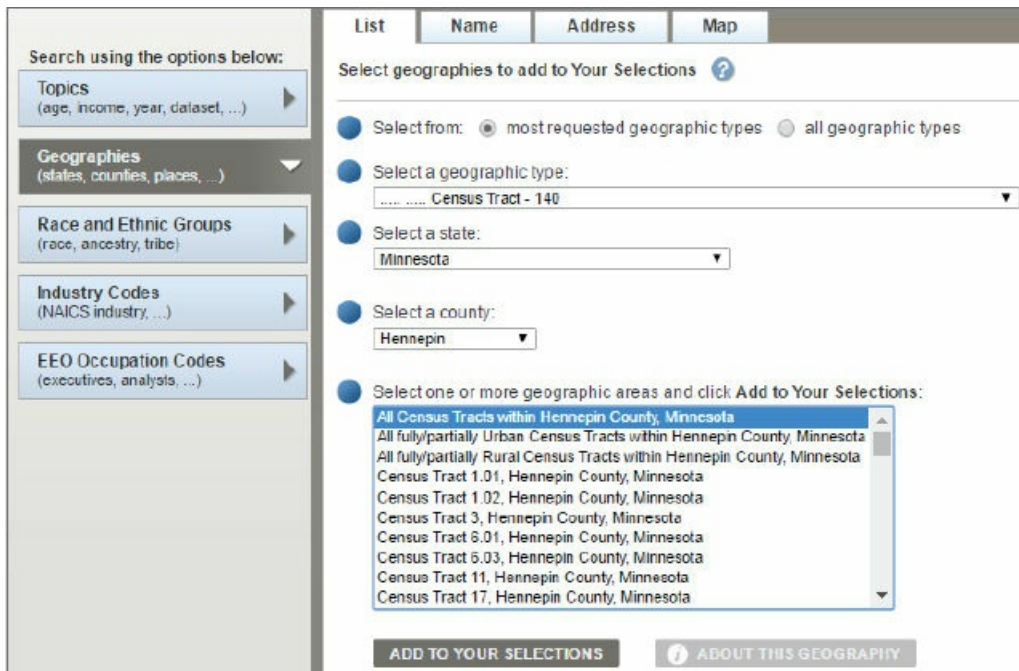 Search using the options below:
Topics
(age, income, year, dataset, ...)
Geographies
(states, counties, places, ...)
Race and Ethnic Groups
(race, ancestry, tribe)
Industry Codes
(NAICS industry, ...)
EEO Occupation Codes
(executives, analysts, ...)
List Name Address Map
Select geographies to add to Your Selections ?
Select from: most requested geographic types all geographic types
Select a geographic type:
..... ..... Census Tract - 140
Select a state:
Minnesota
Select a county:
Hennepin
Select one or more geographic areas and click Add to Your Selections:
All Census Tracts within Hennepin County, Minnesota
All fully/partially Urban Census Tracts within Hennepin County, Minnesota
All fully/partially Rural Census Tracts within Hennepin County, Minnesota
Census Tract 1.01, Hennepin County, Minnesota
Census Tract 1.02, Hennepin County, Minnesota
Census Tract 3, Hennepin County, Minnesota
Census Tract 6.01, Hennepin County, Minnesota
Census Tract 6.03, Hennepin County, Minnesota
Census Tract 11, Hennepin County, Minnesota
Census Tract 17, Hennepin County, Minnesota
ADD TO YOUR SELECTIONS i ABOUT THIS GEOGRAPHY